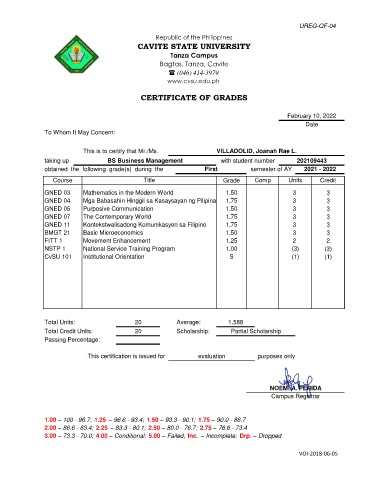 UREG-QF-04
Republic of the Philippines
CAVITE STATE UNIVERSITY
Tanza Campus
Bagtas, Tanza, Cavite
☎ (046) 414-3979
www.cvsu.edu.ph
CERTIFICATE OF GRADES
February 10, 2022
Date
To Whom It May Concern:
This is to certify that Mr./Ms. VILLADOLID, Joanah Rae L.
taking up BS Business Management with student number 202109443
obtained the following grade(s) during the First semester of AY 2021 - 2022
Course Title Grade Comp Units Credit
GNED 03 Mathematics in the Modern World 1.50 3 3
GNED 04 Mga Babasahin Hinggil sa Kasaysayan ng Pilipinas 1.75 3 3
GNED 05 Purposive Communication 1.50 3 3
GNED 07 The Contemporary World 1.75 3 3
GNED 11 Kontekstwalisadong Komunikasyon sa Filipino 1.75 3 3
BMGT 21 Basic Microeconomics 1.50 3 3
FITT 1 Movement Enhancement 1.25 2 2
NSTP 1 National Service Training Program 1.00 (3) (3)
CvSU 101 Institutional Orientation S (1) (1)
Total Units: 20 Average: 1.588
Total Credit Units: 20 Scholarship: Partial Scholarship
Passing Percentage:
This certification is issued for evaluation purposes only
NOEMI A. PERIDA
Campus Registrar
1.00 – 100 - 96.7; 1.25 – 96.6 - 93.4; 1.50 – 93.3 - 90.1; 1.75 – 90.0 - 86.7
2.00 – 86.6 - 83.4; 2.25 – 83.3 - 80.1; 2.50 – 80.0 - 76.7; 2.75 – 76.6 - 73.4
3.00 – 73.3 - 70.0; 4.00 – Conditional; 5.00 – Failed; Inc. – Incomplete; Drp. – Dropped
VOI-2018-06-05